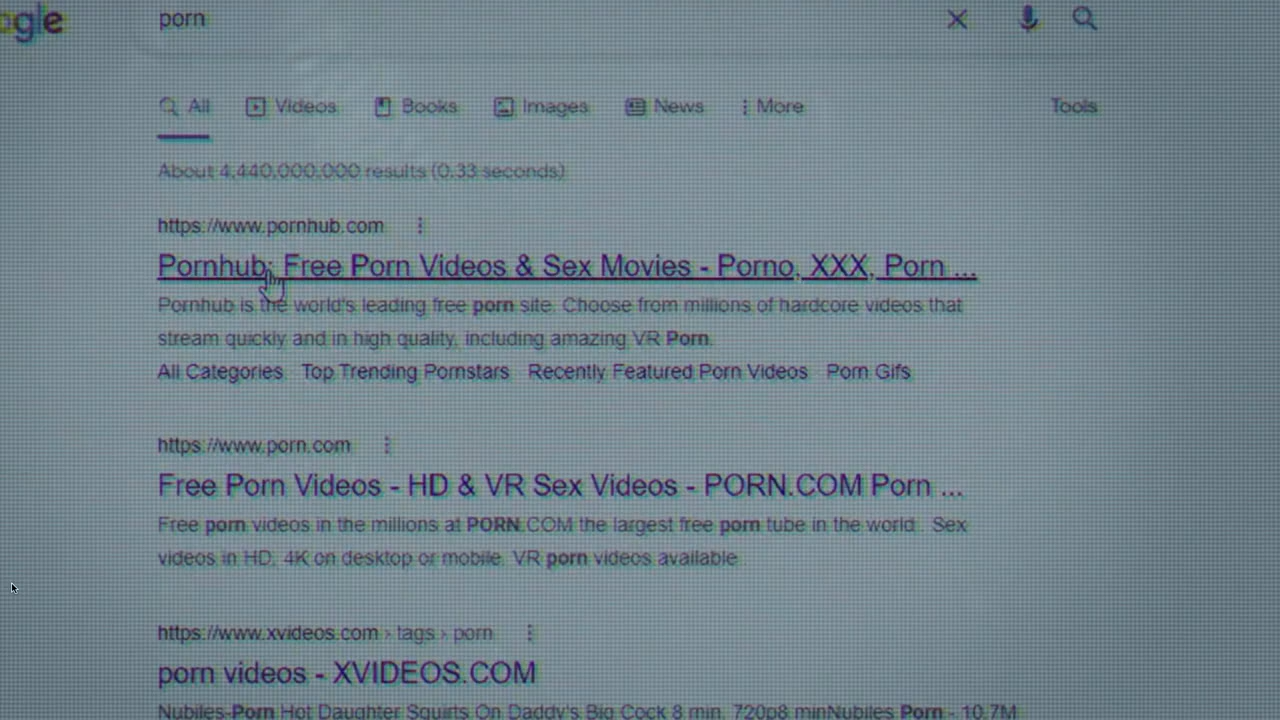 ogle
porn
All Videos Books Images News More Tools
About 4,440,000,000 results (0.33 seconds)
https://www.pornhub.com
Pornhub: Free Porn Videos & Sex Movies - Porno, XXX, Porn ...
Pornhub is the world's leading free porn site. Choose from millions of hardcore videos that
stream quickly and in high quality, including amazing VR Porn.
All Categories Top Trending Pornstars Recently Featured Porn Videos Porn Gifs
https://www.porn.com
Free Porn Videos - HD & VR Sex Videos - PORN.COM Porn ...
Free porn videos in the millions at PORN.COM the largest free porn tube in the world.. Sex
videos in HD, 4K on desktop or mobile. VR porn videos available
https://www.xvideos.com › tags › porn
porn videos - XVIDEOS.COM
Nubiles-Porn Hot Daughter Squirts On Daddy's Big Cock 8 min. 720p8 minNubiles Porn - 10.7M